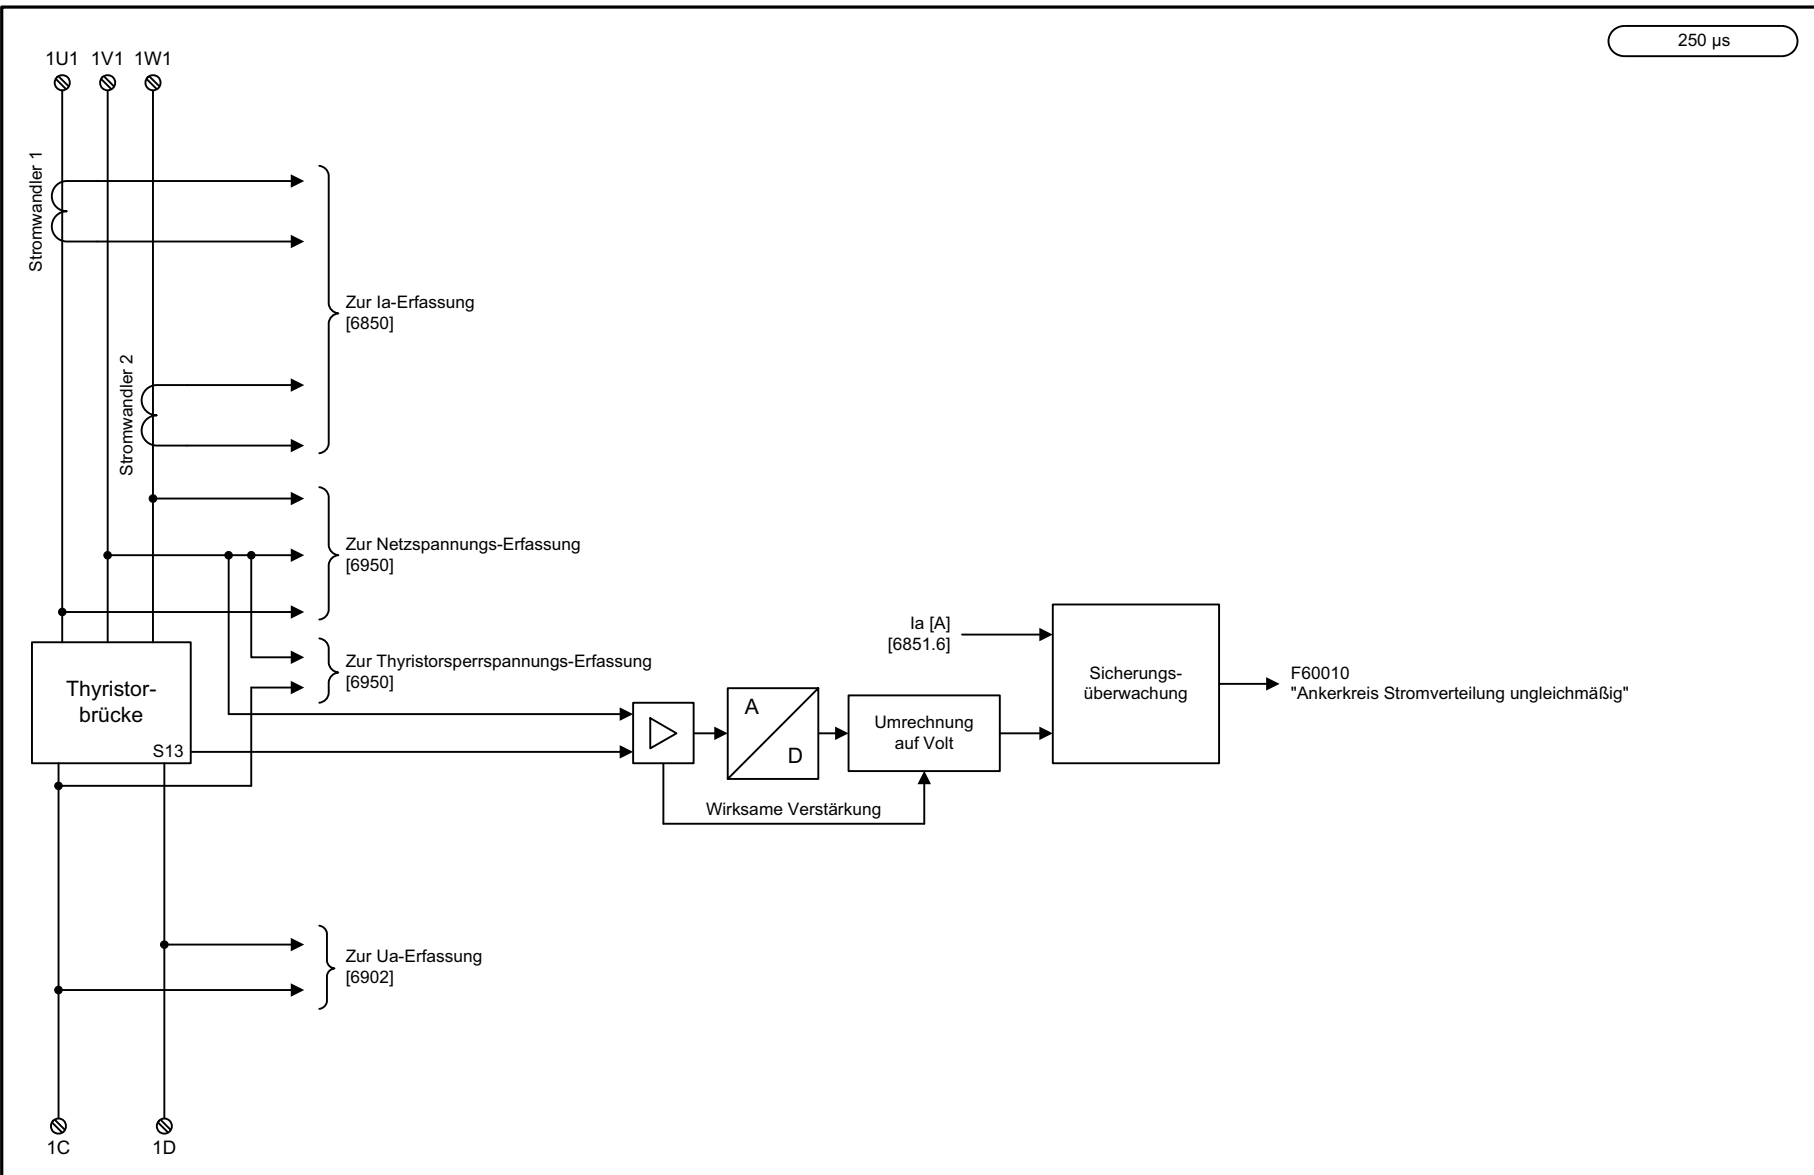 250 µs
1U1 1V1 1W1
Stromwandler 1
Zur Ia-Erfassung
[6850]
Stromwandler 2
Zur Netzspannungs-Erfassung
[6950]
Zur Thyristorsperrspannungs-Erfassung
[6950]
Thyristor-
brücke
S13
A
D
Umrechnung
auf Volt
Wirksame Verstärkung
Ia [A]
[6851.6]
Sicherungs-
überwachung
F60010
"Ankerkreis Stromverteilung ungleichmäßig"
Zur Ua-Erfassung
[6902]
1C 1D